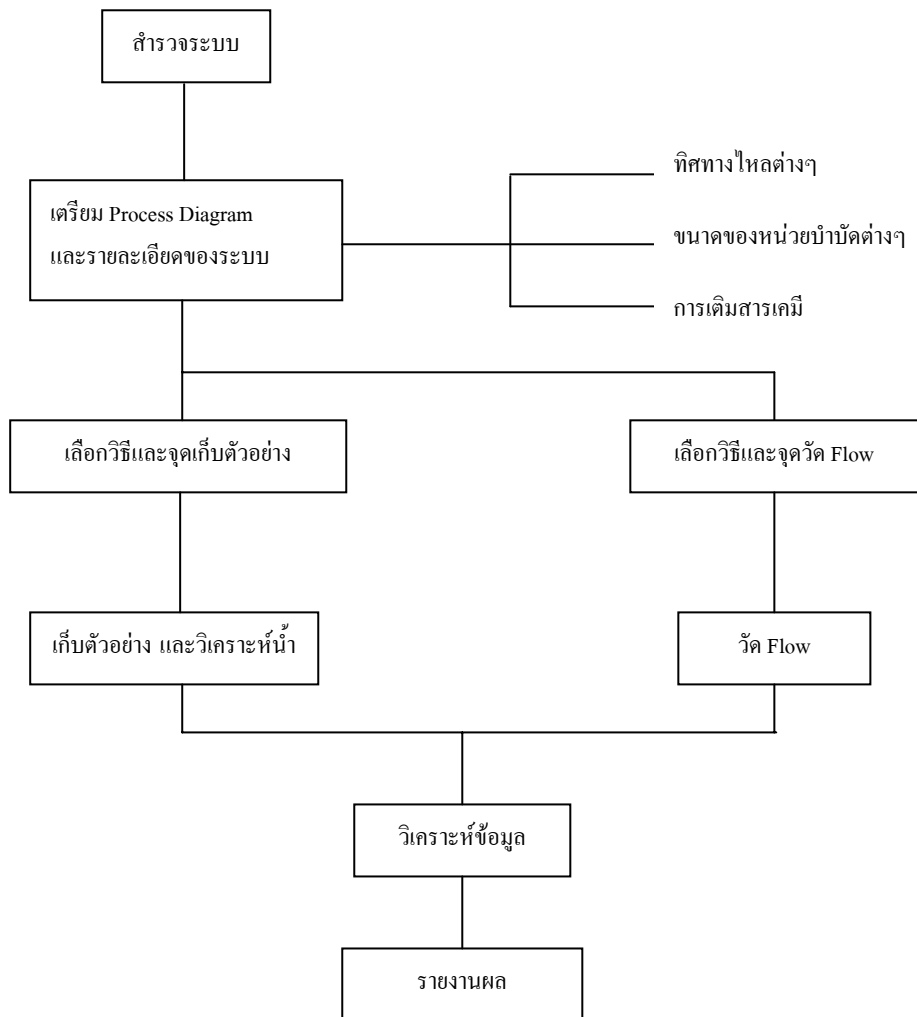 สำรวจระบบ
เตรียม Process Diagram
และรายละเอียดของระบบ
ทิศทางไหลต่างๆ
ขนาดของหน่วยบำบัดต่างๆ
การเติมสารเคมี
เลือกวิธีและจุดเก็บตัวอย่าง
เลือกวิธีและจุดวัด Flow
เก็บตัวอย่าง และวิเคราะห์น้ำ
วัด Flow
วิเคราะห์ข้อมูล
รายงานผล